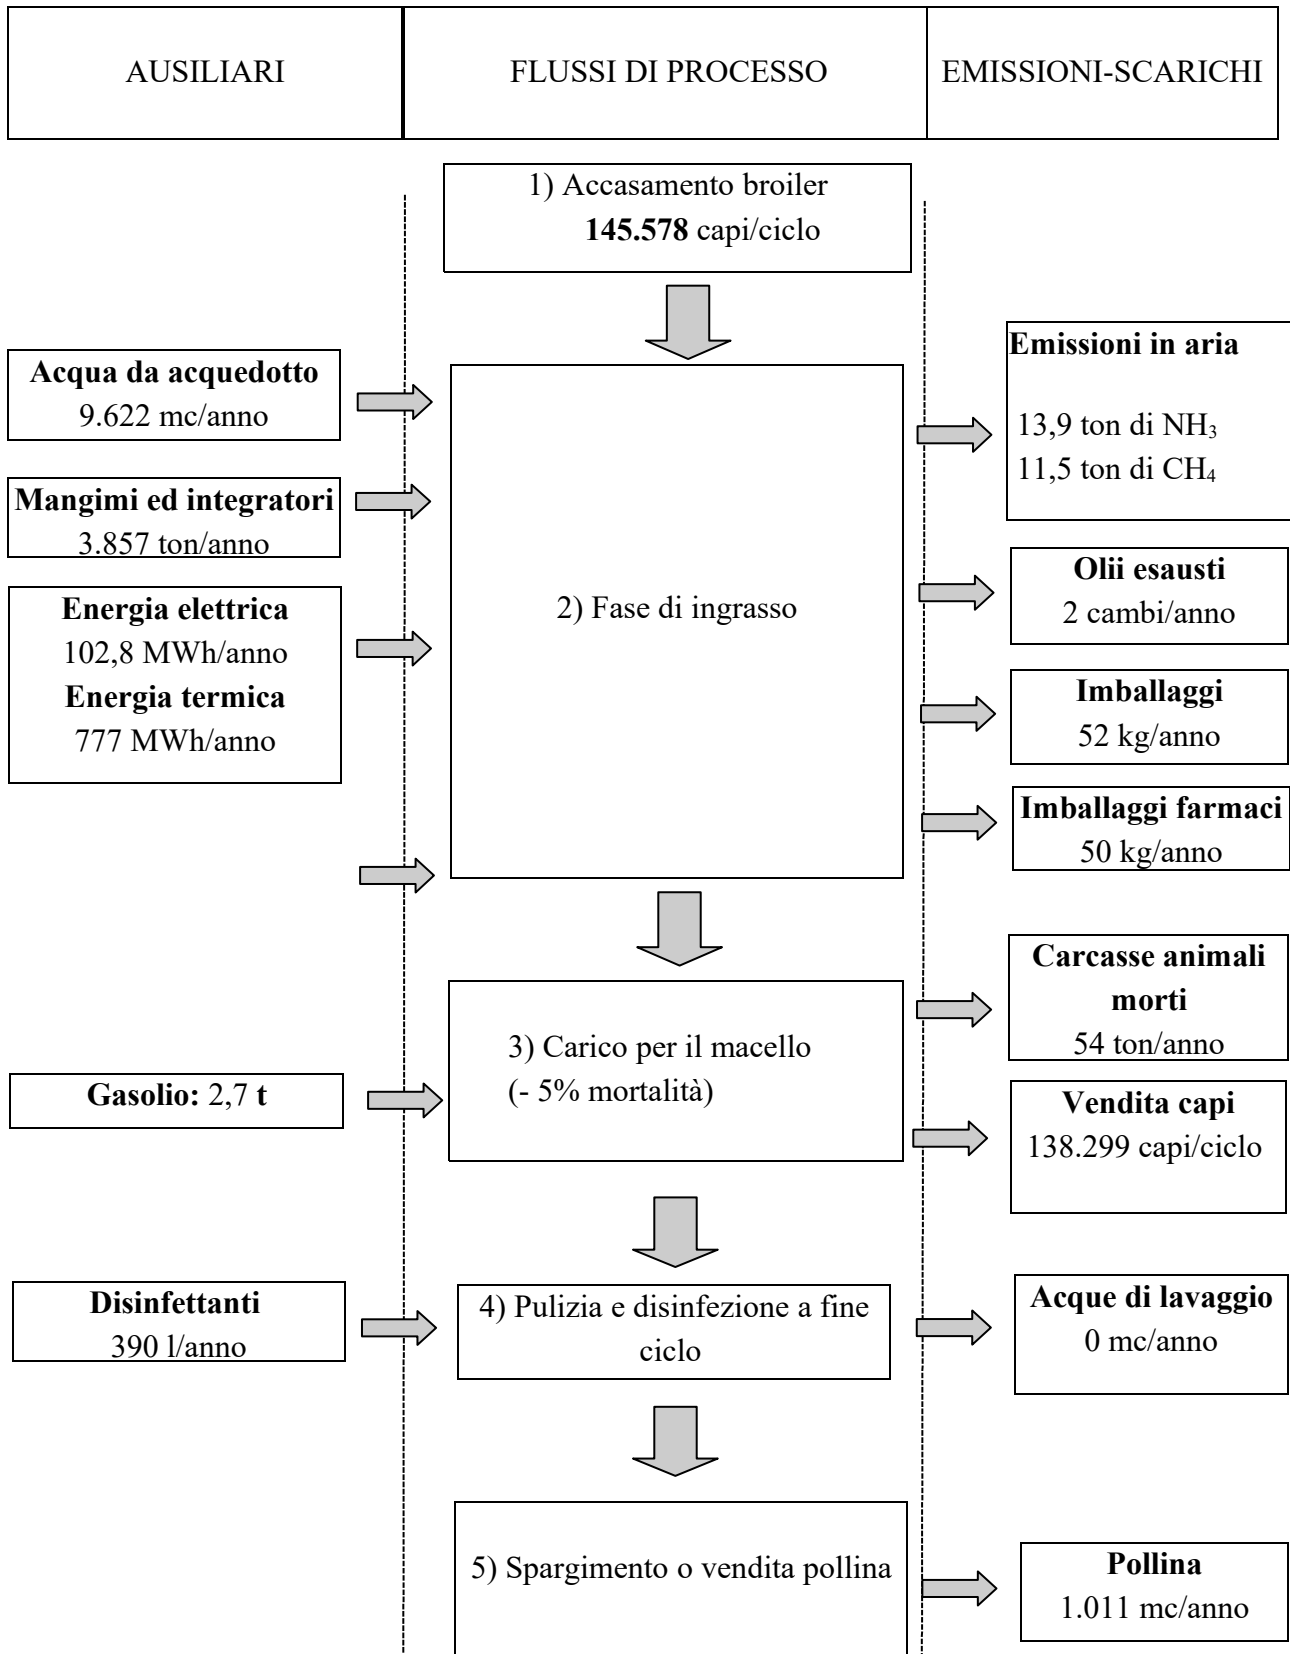 AUSILIARI
FLUSSI DI PROCESSO
EMISSIONI-SCARICHI
1) Accasamento broiler
145.578 capi/ciclo
Acqua da acquedotto
9.622 mc/anno
Mangimi ed integratori
3.857 ton/anno
Energia elettrica
102,8 MWh/anno
Energia termica
777 MWh/anno
2) Fase di ingrasso
Emissioni in aria
13,9 ton di NH₃
11,5 ton di CH₄
Olii esausti
2 cambi/anno
Imballaggi
52 kg/anno
Imballaggi farmaci
50 kg/anno
Gasolio: 2,7 t
3) Carico per il macello
(- 5% mortalità)
Carcasse animali
morti
54 ton/anno
Vendita capi
138.299 capi/ciclo
Disinfettanti
390 l/anno
4) Pulizia e disinfezione a fine
ciclo
Acque di lavaggio
0 mc/anno
5) Spargimento o vendita pollina
Pollina
1.011 mc/anno